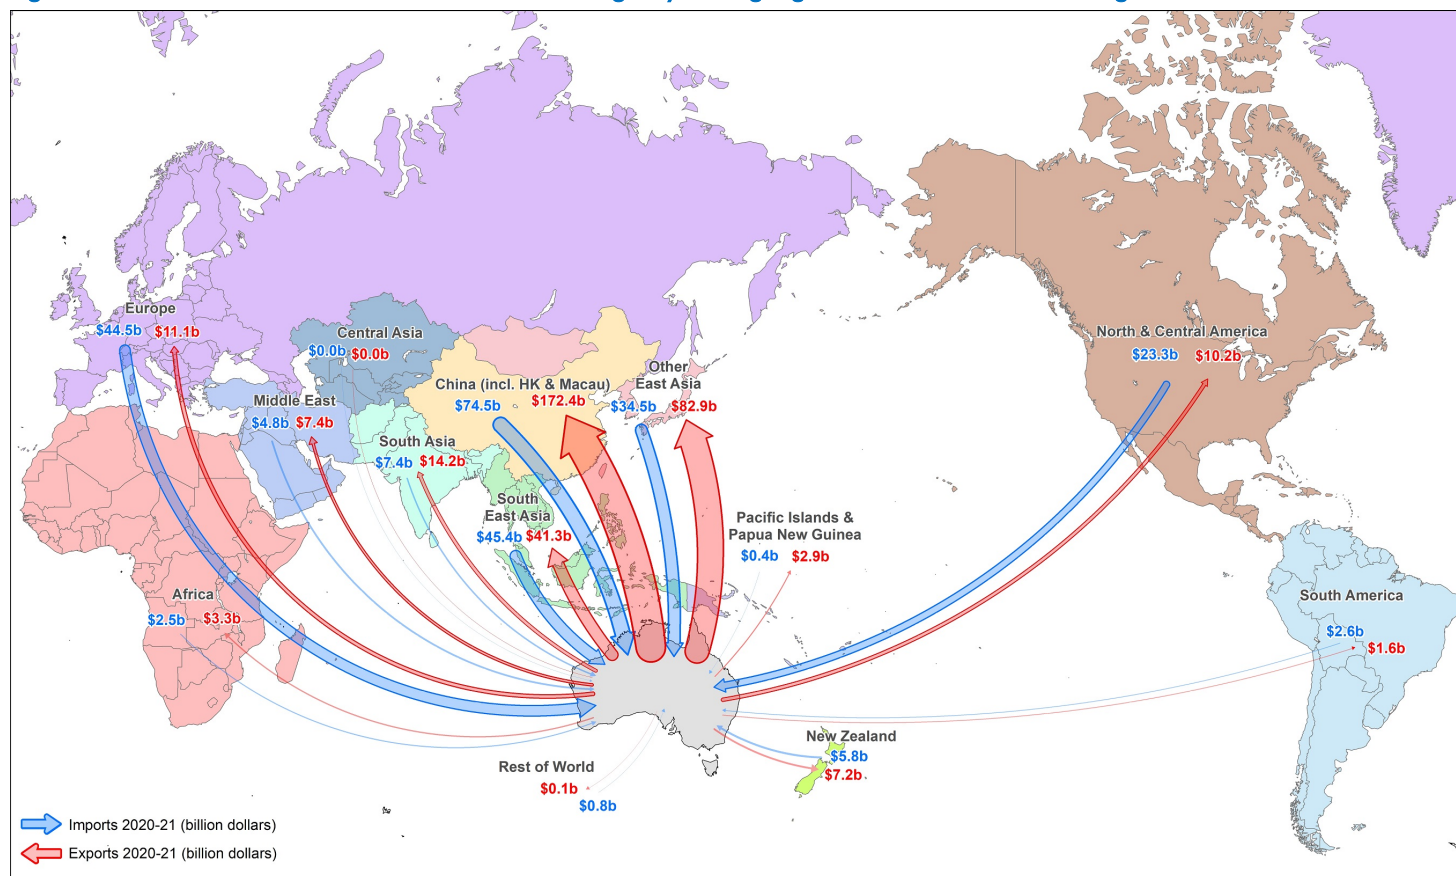 Europe
$44.5b $11.1b
Central Asia
$0.0b $0.0b
Middle East
$4.8b $7.4b
China (incl. HK & Macau)
$74.5b $172.4b
Other
East Asia
$34.5b $82.9b
South Asia
$7.4b $14.2b
South
East Asia
$45.4b $41.3b
Pacific Islands &
Papua New Guinea
$0.4b $2.9b
North & Central America
$23.3b $10.2b
Africa
$2.5b $3.3b
South America
$2.6b
$1.6b
New Zealand
$5.8b
$7.2b
Rest of World
$0.1b
$0.8b
Imports 2020-21 (billion dollars)
Exports 2020-21 (billion dollars)